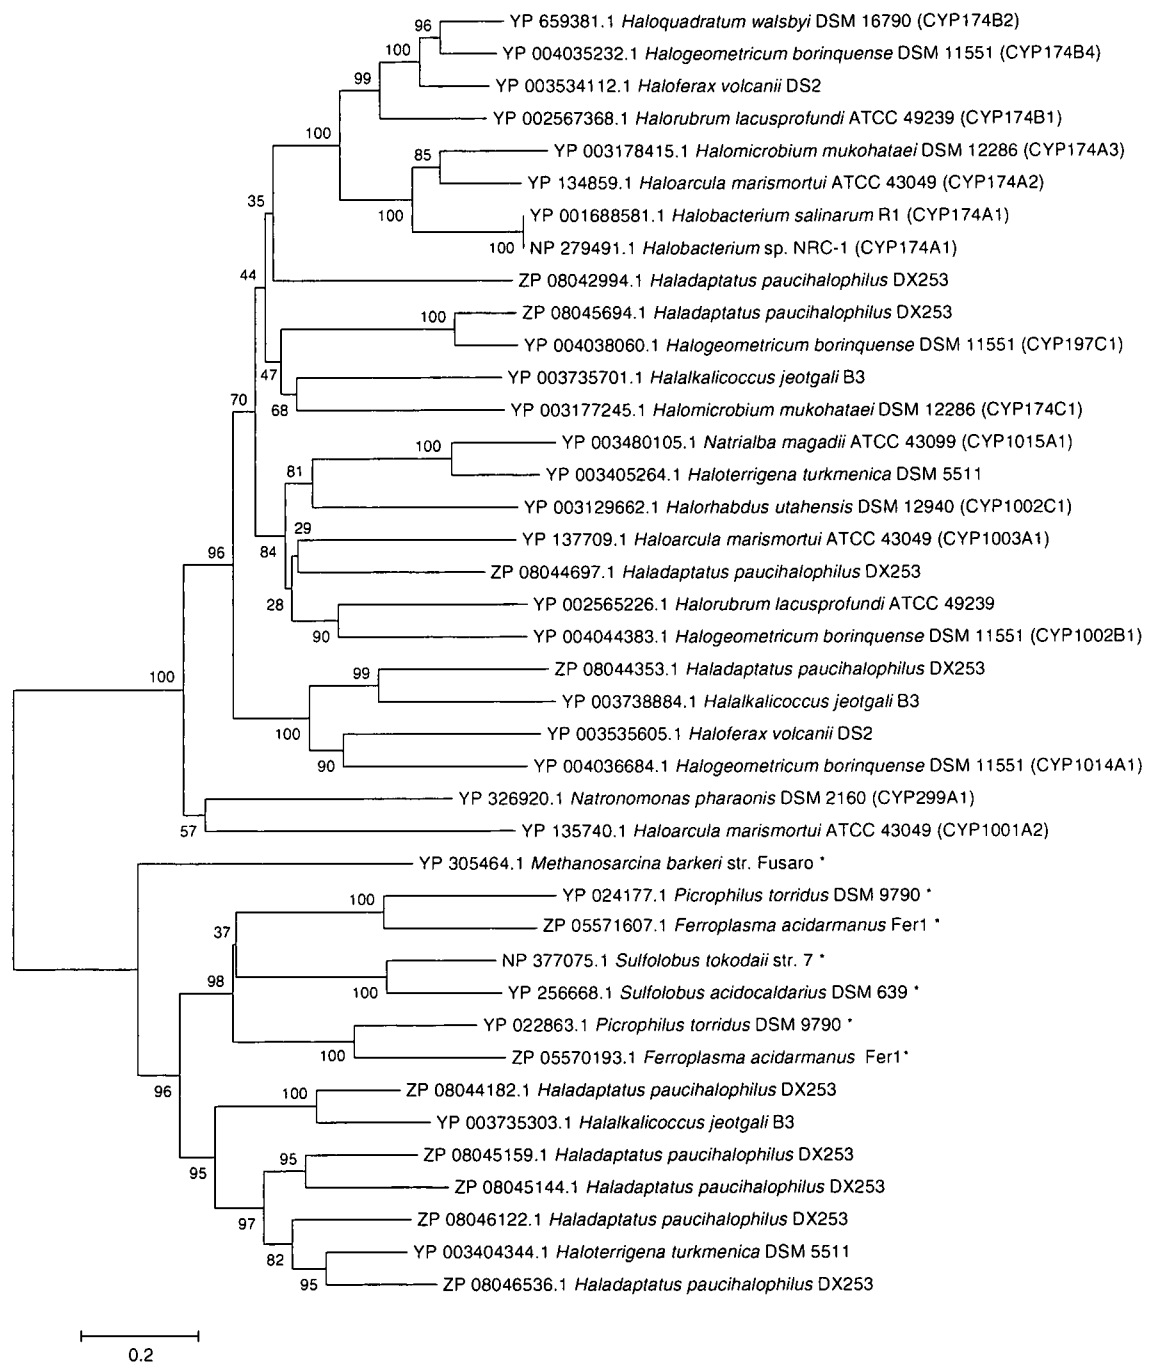 96
YP 659381.1 Haloquadratum walsbyi DSM 16790 (CYP174B2)
100
YP 004035232.1 Halogeometricum borinquense DSM 11551 (CYP174B4)
99
YP 003534112.1 Haloferax volcanii DS2
YP 002567368.1 Halorubrum lacusprofundi ATCC 49239 (CYP174B1)
100
85
YP 003178415.1 Halomicrobium mukohataei DSM 12286 (CYP174A3)
YP 134859.1 Haloarcula marismortui ATCC 43049 (CYP174A2)
35
100
YP 001688581.1 Halobacterium salinarum R1 (CYP174A1)
100
NP 279491.1 Halobacterium sp. NRC-1 (CYP174A1)
44
ZP 08042994.1 Haladaptatus paucihalophilus DX253
100
ZP 08045694.1 Haladaptatus paucihalophilus DX253
YP 004038060.1 Halogeometricum borinquense DSM 11551 (CYP197C1)
47
YP 003735701.1 Halalkalicoccus jeotgali B3
70
68
YP 003177245.1 Halomicrobium mukohataei DSM 12286 (CYP174C1)
100
YP 003480105.1 Natrialba magadii ATCC 43099 (CYP1015A1)
81
YP 003405264.1 Haloterrigena turkmenica DSM 5511
YP 003129662.1 Halorhabdus utahensis DSM 12940 (CYP1002C1)
29
YP 137709.1 Haloarcula marismortui ATCC 43049 (CYP1003A1)
96
84
ZP 08044697.1 Haladaptatus paucihalophilus DX253
28
YP 002565226.1 Halorubrum lacusprofundi ATCC 49239
90
YP 004044383.1 Halogeometricum borinquense DSM 11551 (CYP1002B1)
100
99
ZP 08044353.1 Haladaptatus paucihalophilus DX253
YP 003738884.1 Halalkalicoccus jeotgali B3
100
YP 003535605.1 Haloferax volcanii DS2
90
YP 004036684.1 Halogeometricum borinquense DSM 11551 (CYP1014A1)
YP 326920.1 Natronomonas pharaonis DSM 2160 (CYP299A1)
57
YP 135740.1 Haloarcula marismortui ATCC 43049 (CYP1001A2)
YP 305464.1 Methanosarcina barkeri str. Fusaro *
100
YP 024177.1 Picrophilus torridus DSM 9790 *
37
ZP 05571607.1 Ferroplasma acidarmanus Fer1 *
NP 377075.1 Sulfolobus tokodaii str. 7 *
98
100
YP 256668.1 Sulfolobus acidocaldarius DSM 639 *
YP 022863.1 Picrophilus torridus DSM 9790 *
100
ZP 05570193.1 Ferroplasma acidarmanus Fer1*
96
100
ZP 08044182.1 Haladaptatus paucihalophilus DX253
YP 003735303.1 Halalkalicoccus jeotgali B3
95
95
ZP 08045159.1 Haladaptatus paucihalophilus DX253
ZP 08045144.1 Haladaptatus paucihalophilus DX253
97
ZP 08046122.1 Haladaptatus paucihalophilus DX253
82
YP 003404344.1 Haloterrigena turkmenica DSM 5511
95
ZP 08046536.1 Haladaptatus paucihalophilus DX253
0.2